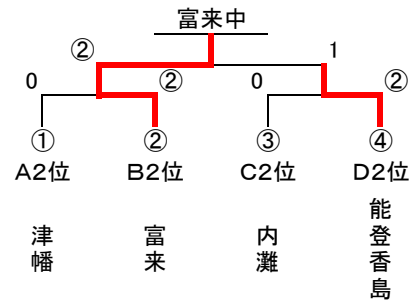 富来中
② 1
0 ② 0 ②
① ② ③ ④
A2位 B2位 C2位 D2位
津幡 富来 内灘 能登香島